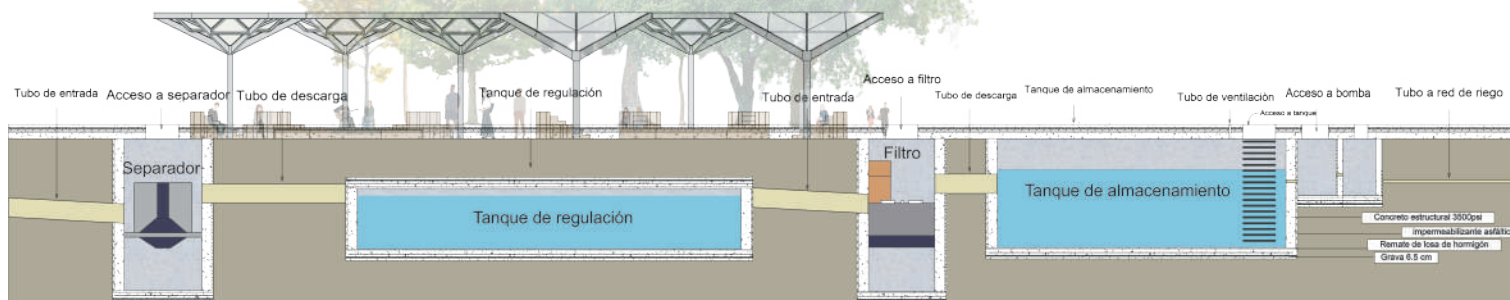 Tubo de entrada
Acceso a separador
Tubo de descarga
Tanque de regulación
Tubo de entrada
Acceso a filtro
Tubo de descarga
Tanque de almacenamiento
Tubo de ventilación
Acceso a tanque
Acceso a bomba
Tubo a red de riego
Separador
Filtro
Tanque de regulación
Tanque de almacenamiento
Concreto estructural 3500psi
impermeabilizante asfáltic
Remate de losa de hormigón
Grava 6.5 cm